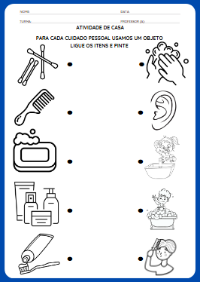 NOME: DATA:
TURMA: PROFESSOR (A):
ATIVIDADE DE CASA
PARA CADA CUIDADO PESSOAL USAMOS UM OBJETO
LIGUE OS ITENS E PINTE